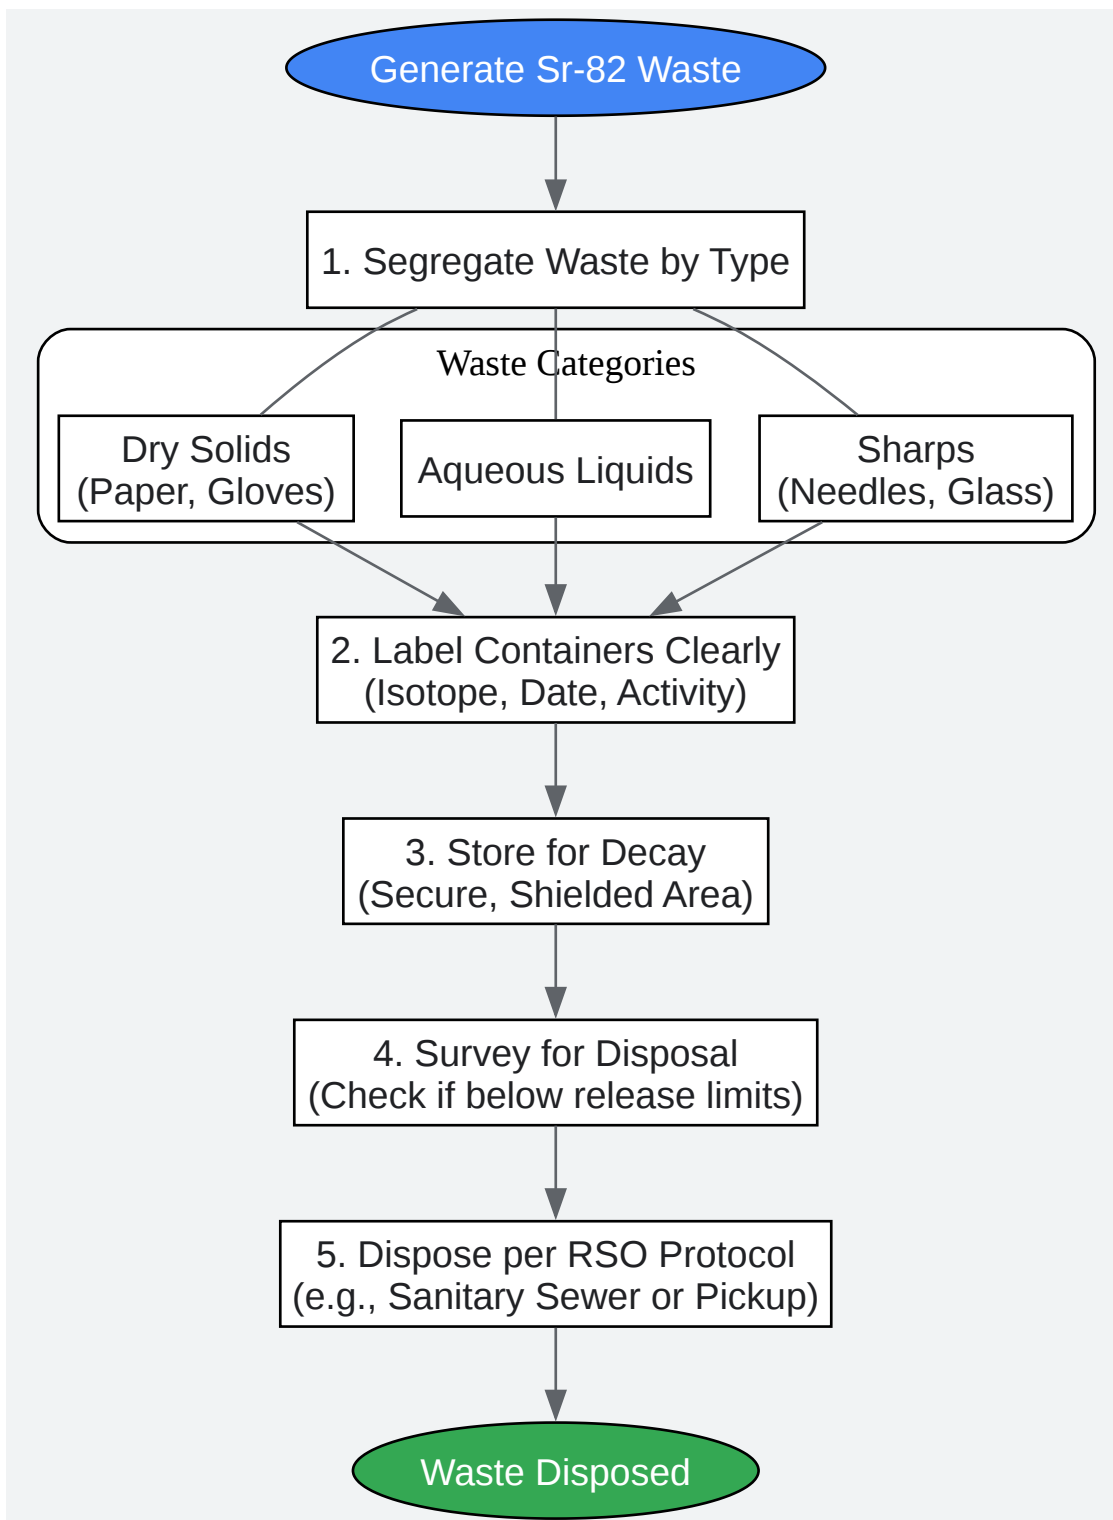 Generate Sr-82 Waste
1. Segregate Waste by Type
Waste Categories
Dry Solids
(Paper, Gloves)
Aqueous Liquids
Sharps
(Needles, Glass)
2. Label Containers Clearly
(Isotope, Date, Activity)
3. Store for Decay
(Secure, Shielded Area)
4. Survey for Disposal
(Check if below release limits)
5. Dispose per RSO Protocol
(e.g., Sanitary Sewer or Pickup)
Waste Disposed